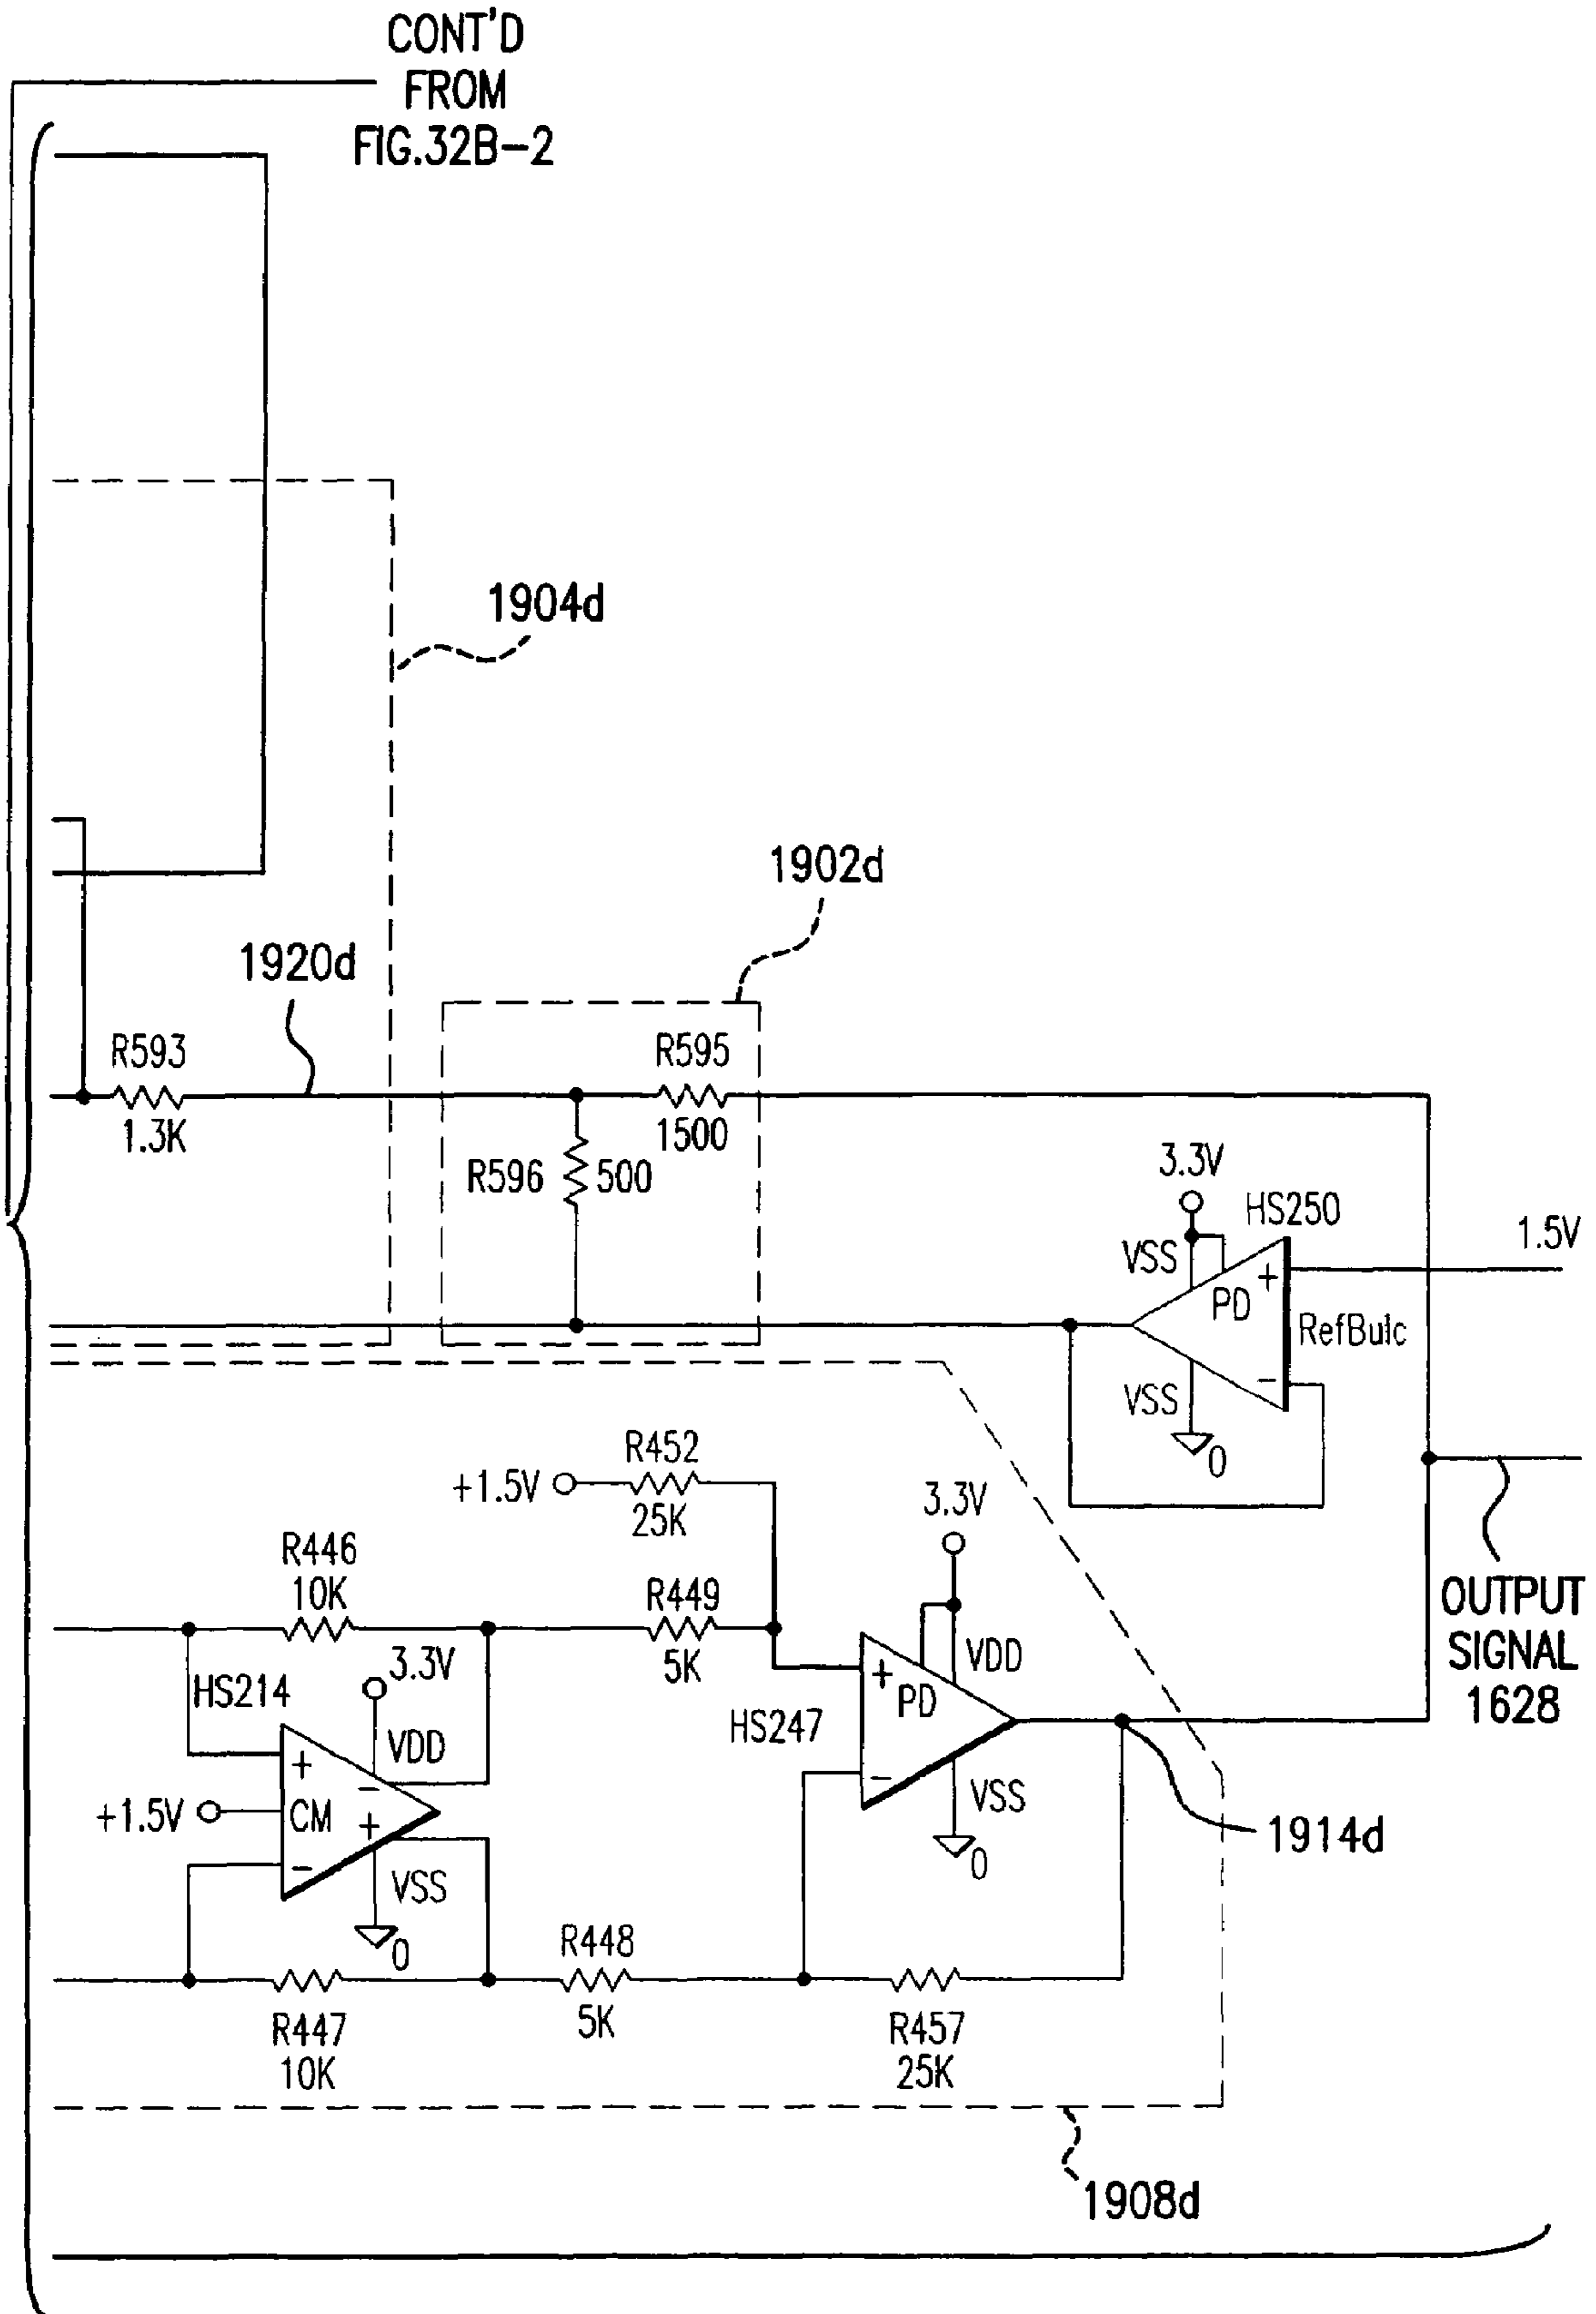 CONT'D
FROM
FIG.32B-2
1904d
1902d
1920d
R593
1.3K
R595
1500
R596
500
3.3V
HS250
1.5V
VSS
+
PD
RefBulc
VSS
-
0
R452
+1.5V
25K
3.3V
R446
10K
R449
5K
OUTPUT
SIGNAL
1628
HS214
3.3V
VDD
+
-
+1.5V
CM
+
-
VSS
0
HS247
+
PD
VDD
-
VSS
0
1914d
R448
5K
R447
10K
R457
25K
1908d